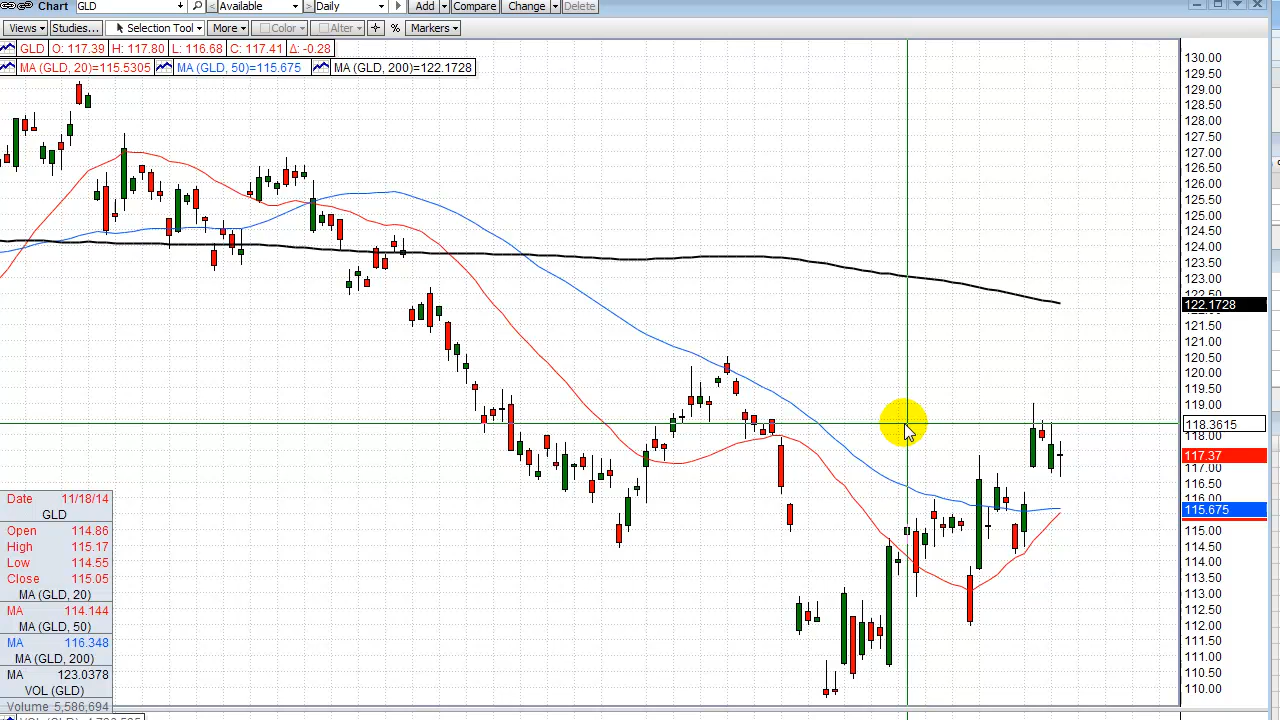 Chart GLD < Available > Daily Add Compare Change Delete
Views Studies... Selection Tool More Color Alter % Markers
GLD O: 117.39 H: 117.80 L: 116.68 C: 117.41 Δ: -0.28
MA (GLD, 20)=115.5305 MA (GLD, 50)=115.675 MA (GLD, 200)=122.1728
130.00
129.50
129.00
128.50
128.00
127.50
127.00
126.50
126.00
125.50
125.00
124.50
124.00
123.50
123.00
122.50
122.1728
122.00
121.50
121.00
120.50
120.00
119.50
119.00
118.3615
118.00
117.37
117.00
116.50
116.00
115.675
115.00
114.50
114.00
113.50
113.00
112.50
112.00
111.50
111.00
110.50
110.00
Date 11/18/14
GLD
Open 114.86
High 115.17
Low 114.55
Close 115.05
MA (GLD, 20)
MA 114.144
MA (GLD, 50)
MA 116.348
MA (GLD, 200)
MA 123.0378
VOL (GLD)
Volume 5,586,694